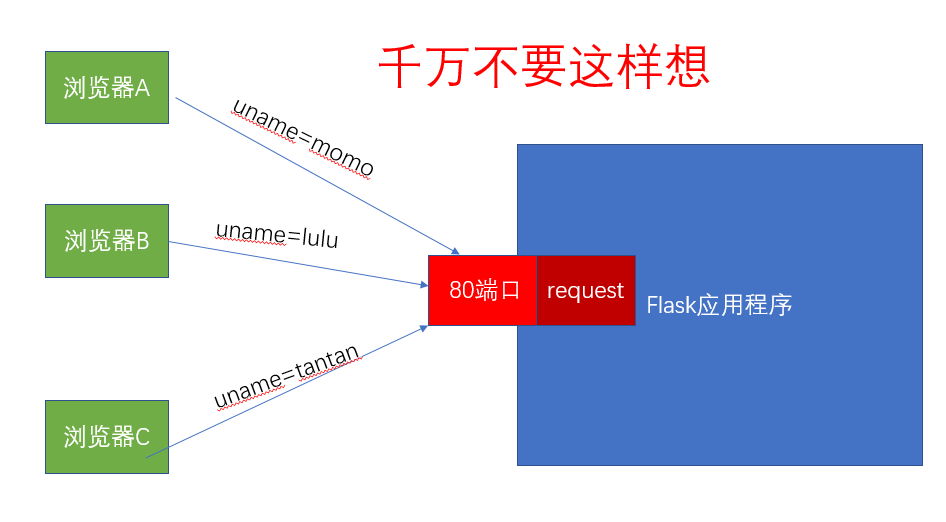 千万不要这样想
浏览器A
uname=momo
浏览器B
uname=lulu
80端口
request
Flask应用程序
uname=tantan
浏览器C